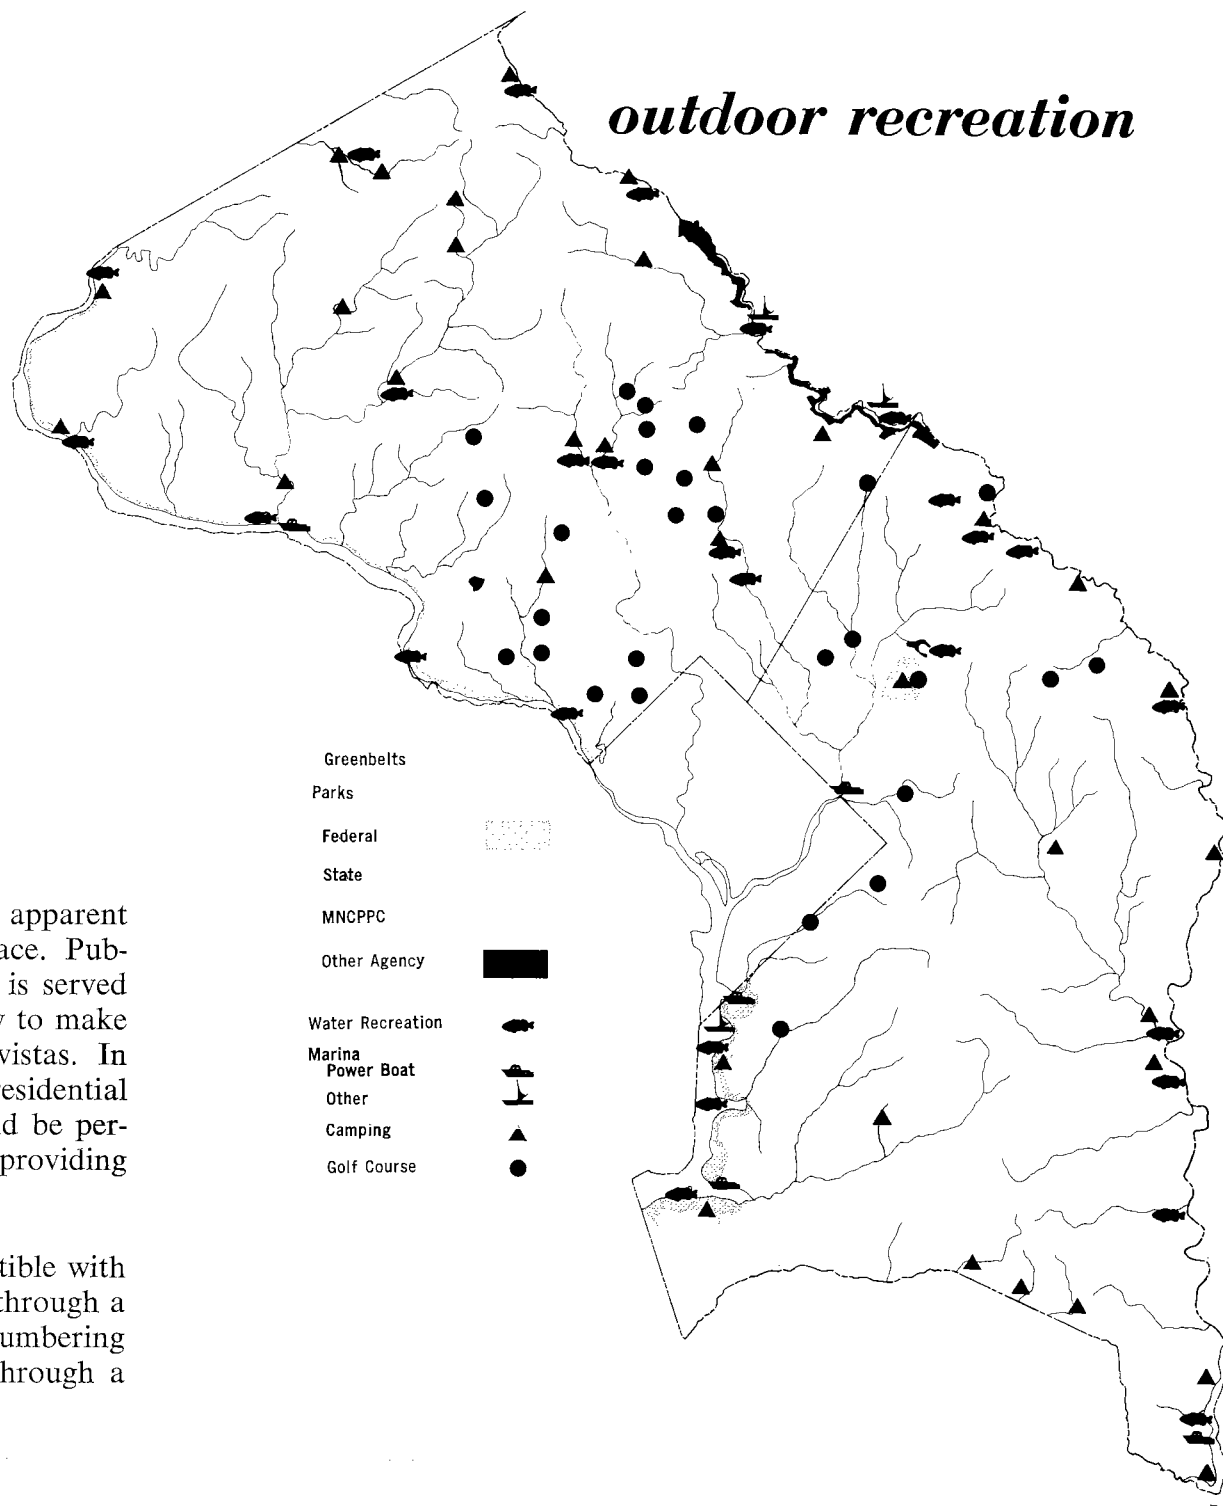 outdoor recreation
Greenbelts
Parks
Federal
State
MNCPPC
Other Agency
Water Recreation
Marina
Power Boat
Other
Camping
Golf Course
apparent
ace. Pub-
is served
y to make
vistas. In
residential
d be per-
providing
tible with
through a
umbering
hrough a